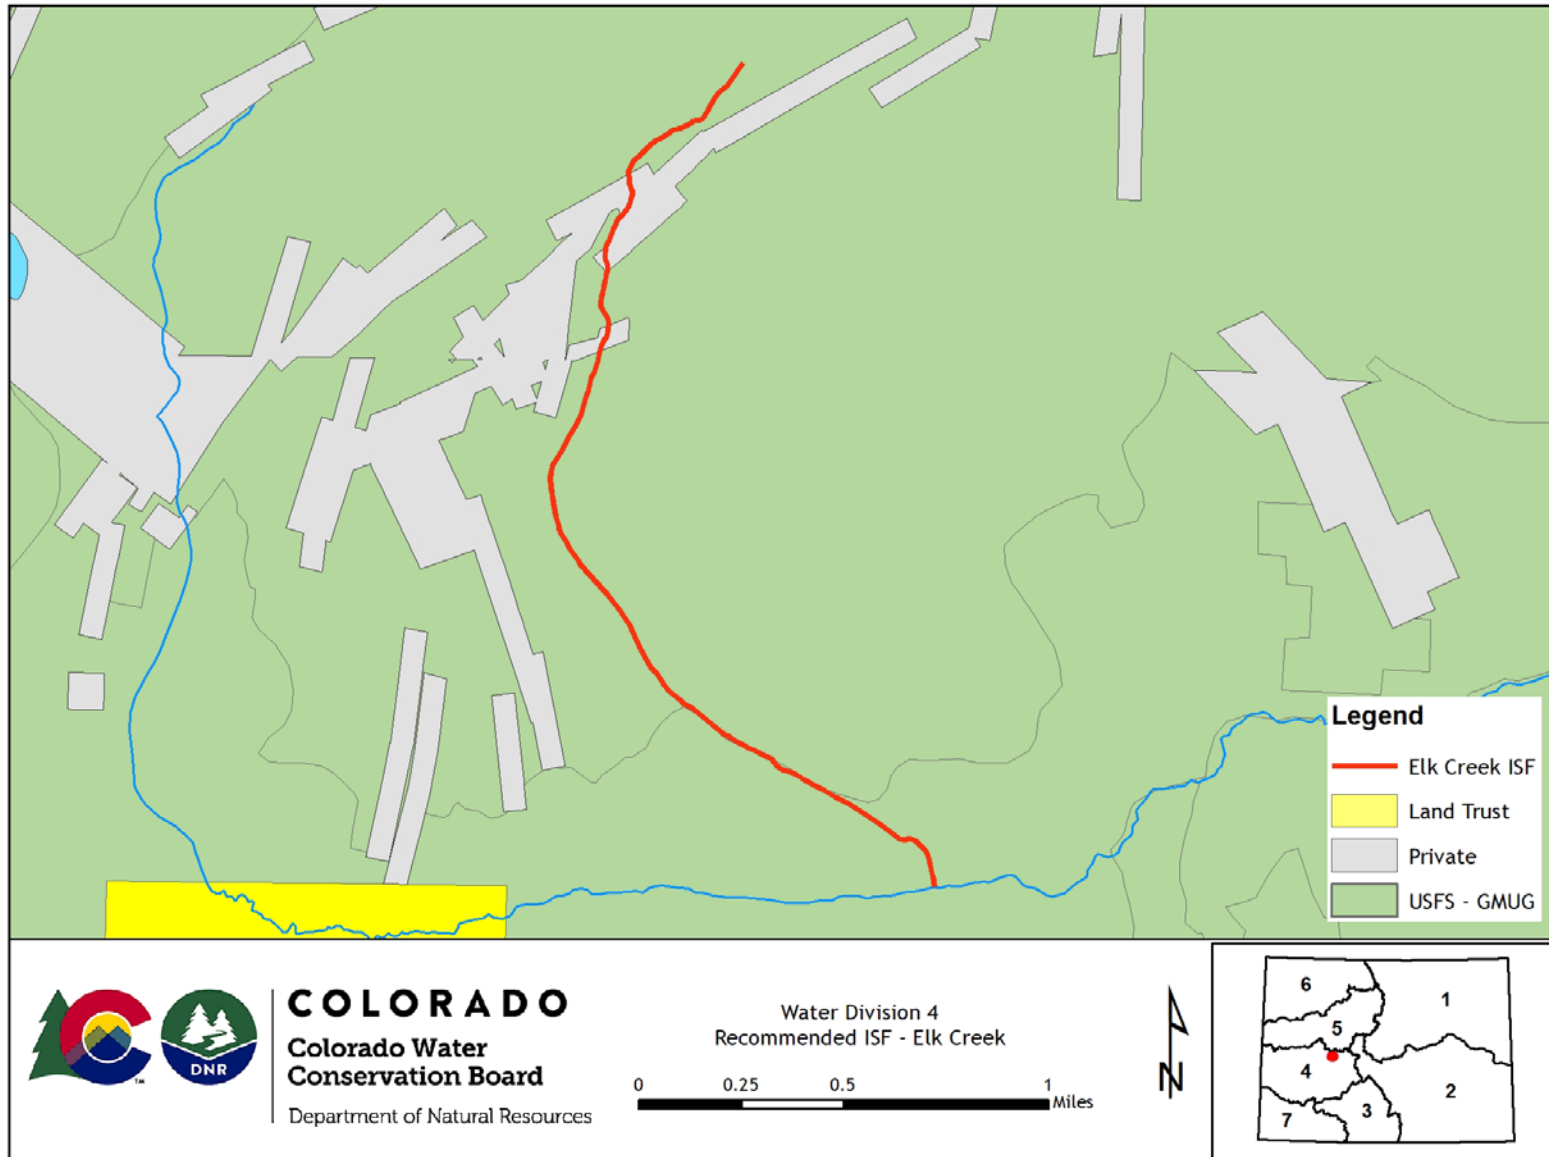 Legend
Elk Creek ISF
Land Trust
Private
USFS - GMUG
COLORADO
Colorado Water
Conservation Board
Department of Natural Resources
TM
DNR
Water Division 4
Recommended ISF - Elk Creek
0 0.25 0.5 1
Miles
N
6
1
5
4
2
3
7